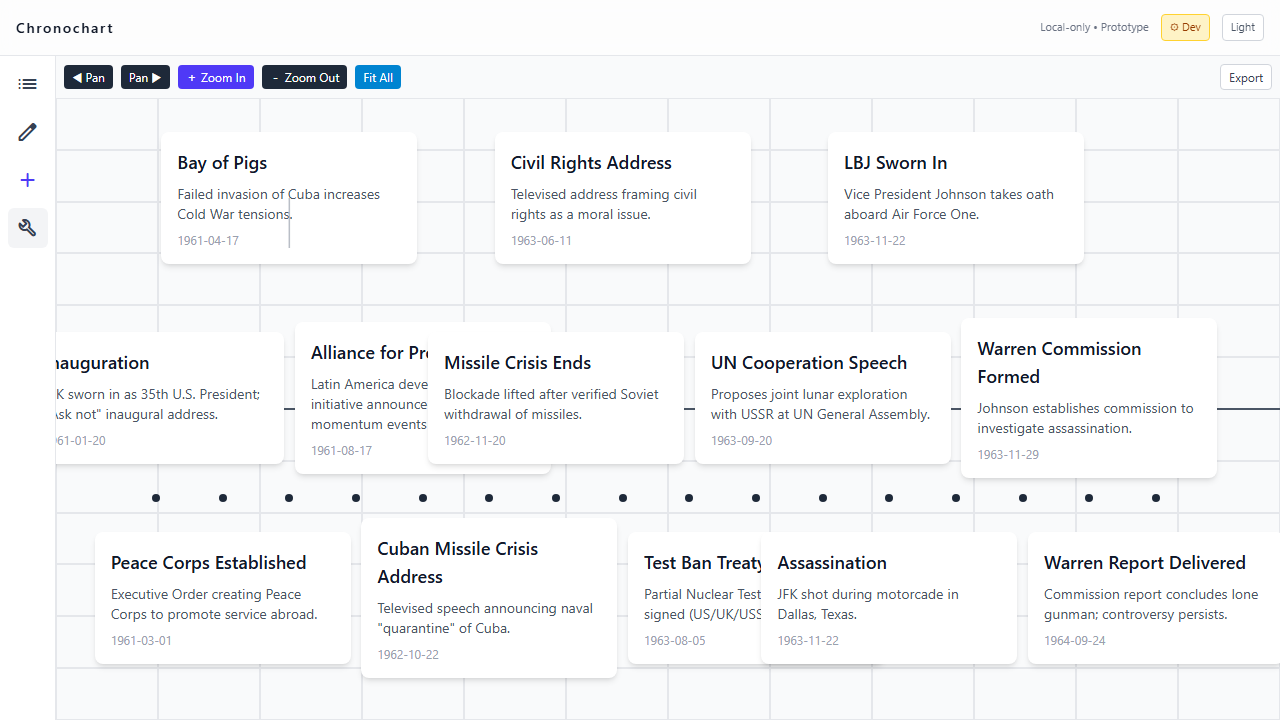 Chronochart
Local-only • Prototype
⚙ Dev
Light
◀ Pan
Pan ▶
+ Zoom In
- Zoom Out
Fit All
Export
Bay of Pigs
Failed invasion of Cuba increases
Cold War tensions.
1961-04-17
Civil Rights Address
Televised address framing civil
rights as a moral issue.
1963-06-11
LBJ Sworn In
Vice President Johnson takes oath
aboard Air Force One.
1963-11-22
nauguration
K sworn in as 35th U.S. President;
Ask not" inaugural address.
961-01-20
Alliance for Pro
Latin America deve
initiative announce
momentum events
1961-08-17
Missile Crisis Ends
Blockade lifted after verified Soviet
withdrawal of missiles.
1962-11-20
UN Cooperation Speech
Proposes joint lunar exploration
with USSR at UN General Assembly.
1963-09-20
Warren Commission
Formed
Johnson establishes commission to
investigate assassination.
1963-11-29
Peace Corps Established
Executive Order creating Peace
Corps to promote service abroad.
1961-03-01
Cuban Missile Crisis
Address
Televised speech announcing naval
"quarantine" of Cuba.
1962-10-22
Test Ban Treaty
Partial Nuclear Test
signed (US/UK/USS
1963-08-05
Assassination
JFK shot during motorcade in
Dallas, Texas.
1963-11-22
Warren Report Delivered
Commission report concludes lone
gunman; controversy persists.
1964-09-24